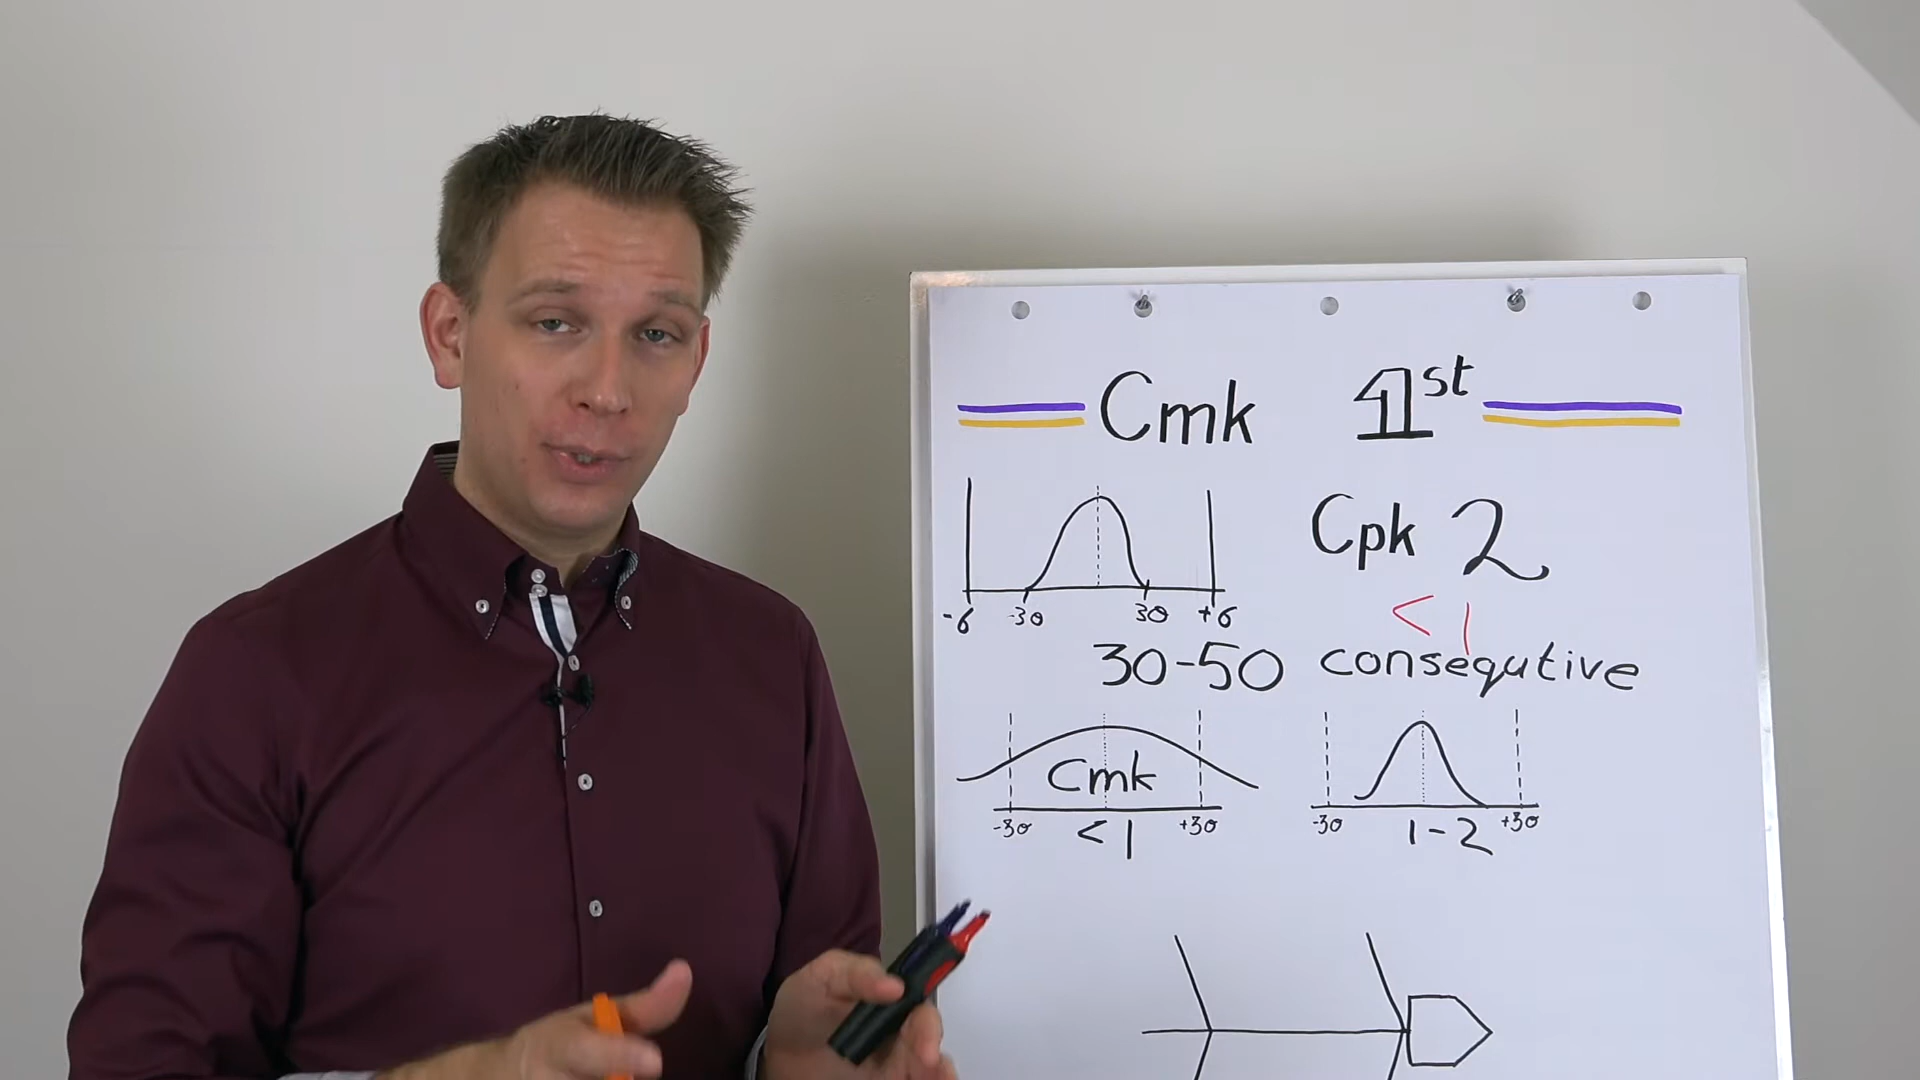 Cmk 1st
Cpk 2
-6 -3σ 3σ +6
< 1
30-50 consequtive
Cmk
-3σ < 1 +3σ
-3σ 1-2 +3σ